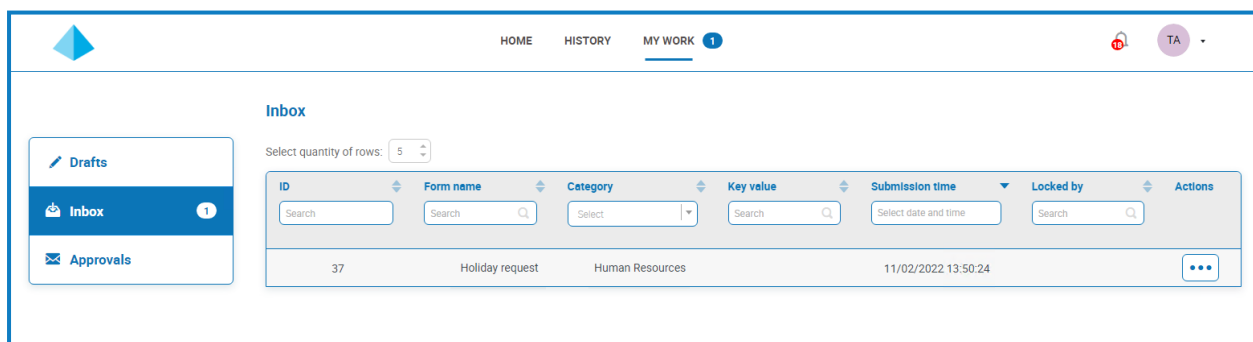 HOME HISTORY MY WORK 1 18 TA
Inbox
Select quantity of rows: 5
Drafts
Inbox 1
Approvals
ID Form name Category Key value Submission time Locked by Actions
Search Search Select Search Select date and time Search
37 Holiday request Human Resources 11/02/2022 13:50:24